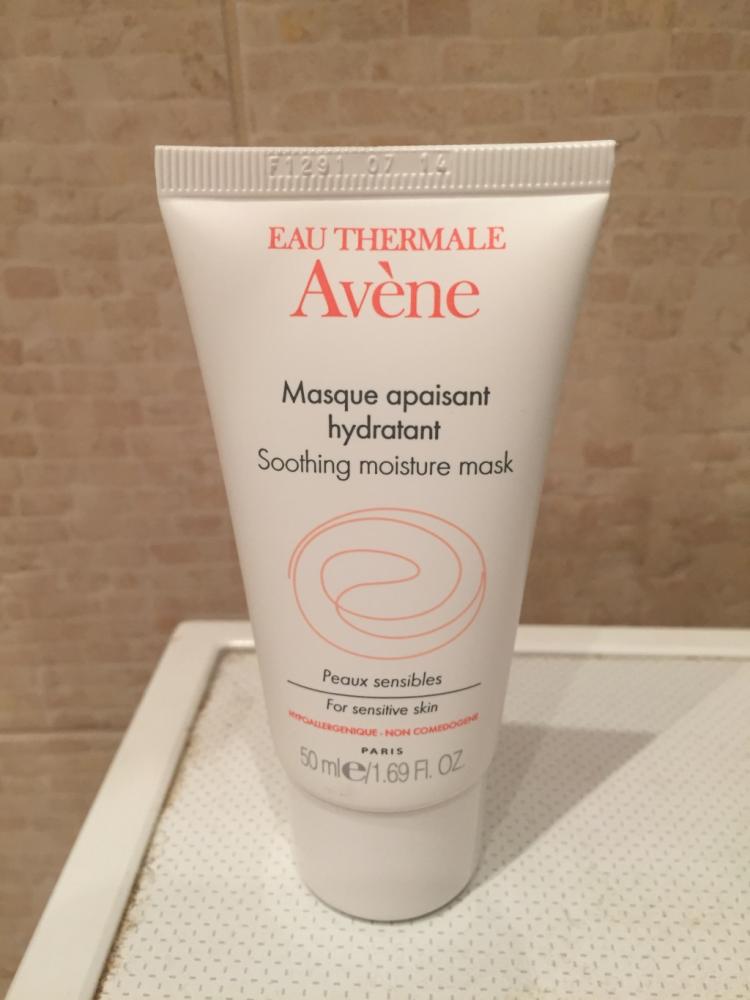 F1291 07 14
EAU THERMALE
Avène
Masque apaisant
hydratant
Soothing moisture mask
Peaux sensibles
For sensitive skin
HYPOALLERGENIQUE - NON COMEDOGENE
PARIS
50 ml e/1.69 Fl. OZ